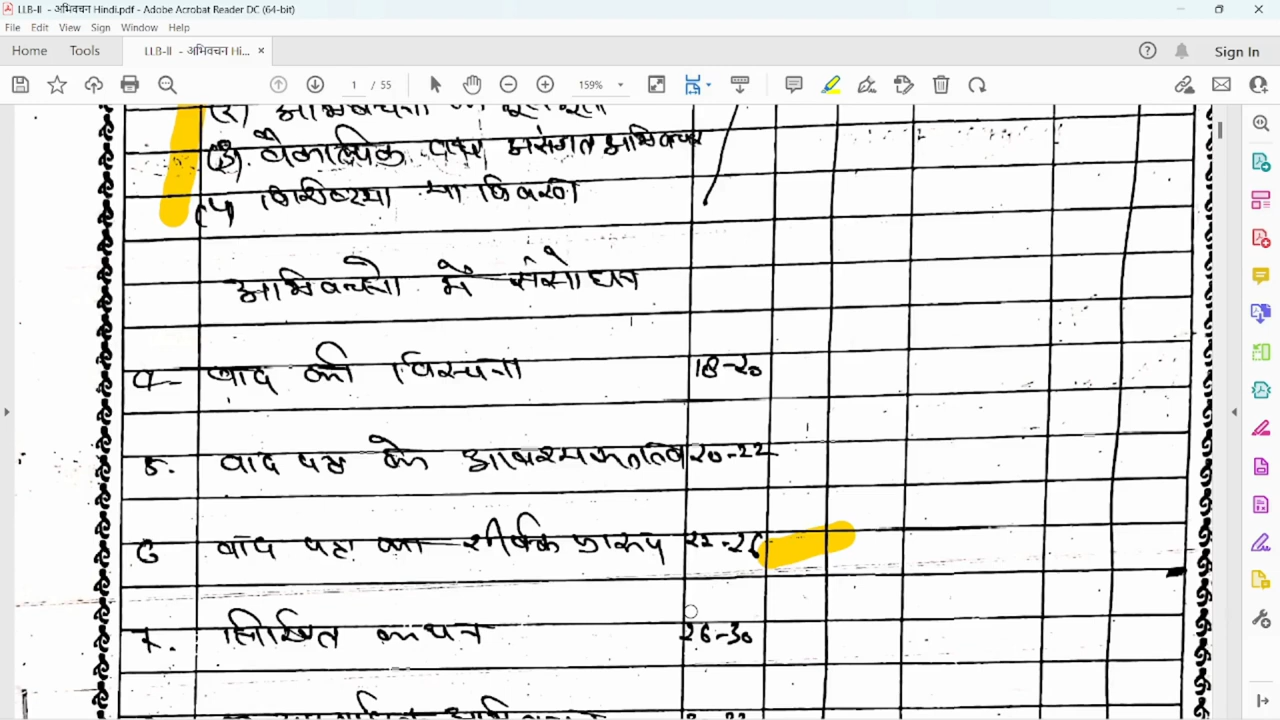 LLB-II - अभिवचन Hindi.pdf - Adobe Acrobat Reader DC (64-bit)
File Edit View Sign Window Help
Home Tools LLB-II - अभिवचन Hi... ×
1 / 55 159%
Sign In
(3). वैकल्पिक एवं असंगत अभिवचन
(4) विशिष्टयां या विवरण
अभिवचनों में संसोधन
वाद की विरचना 18-20
5. वाद पत्र के आवश्यक तत्व 20-22
6 वाद पत्र का शीर्षक प्रारूप 22-26
7. लिखित कथन 26-30